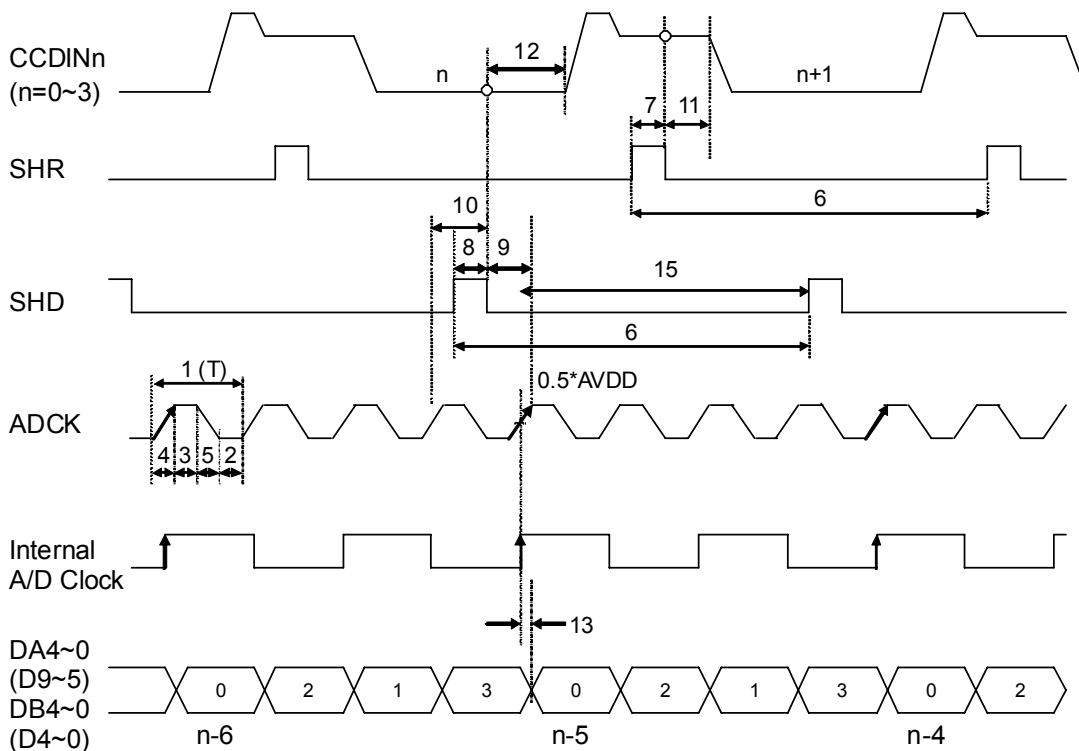 CCDINn
(n=0~3)
n
12
n+1
7
11
SHR
6
10
8
9
15
SHD
6
1 (T)
0.5*AVDD
ADCK
4
3
5
2
Internal
A/D Clock
13
DA4~0
(D9~5)
DB4~0
(D4~0)
0
2
1
3
0
2
1
3
0
2
n-6
n-5
n-4